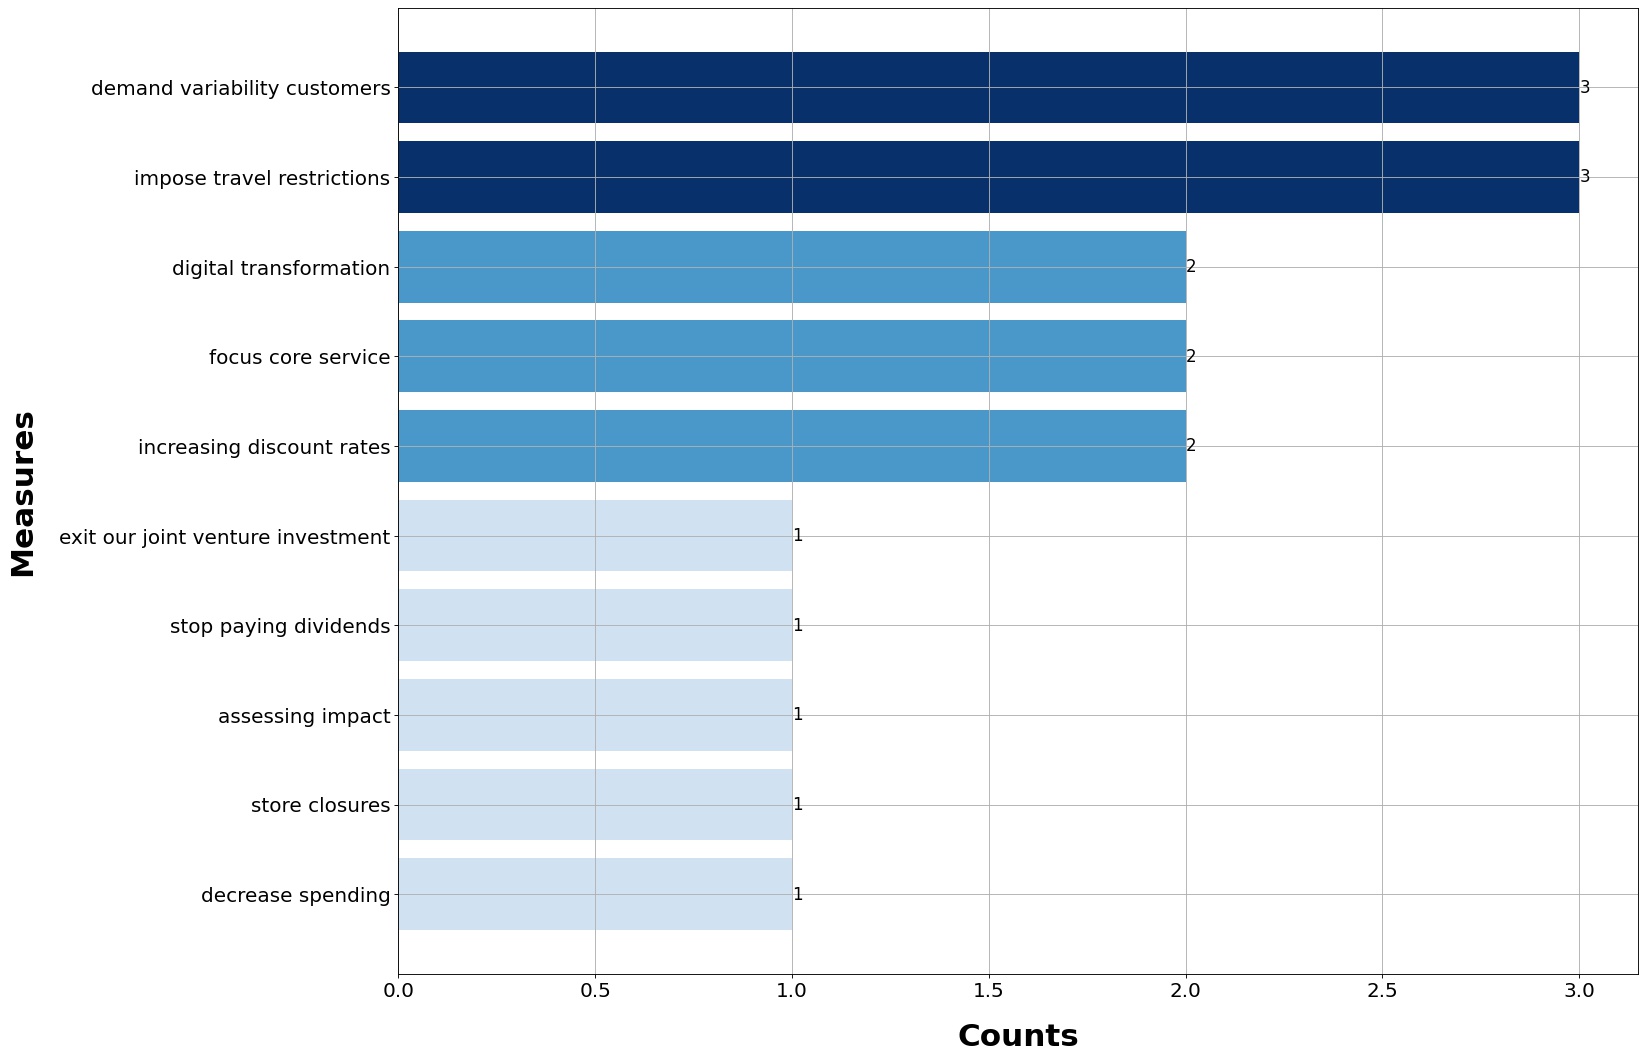 demand variability customers
3
impose travel restrictions
3
digital transformation
2
focus core service
2
increasing discount rates
2
exit our joint venture investment
1
stop paying dividends
1
assessing impact
1
store closures
1
decrease spending
1
Measures
0.0 0.5 1.0 1.5 2.0 2.5 3.0
Counts